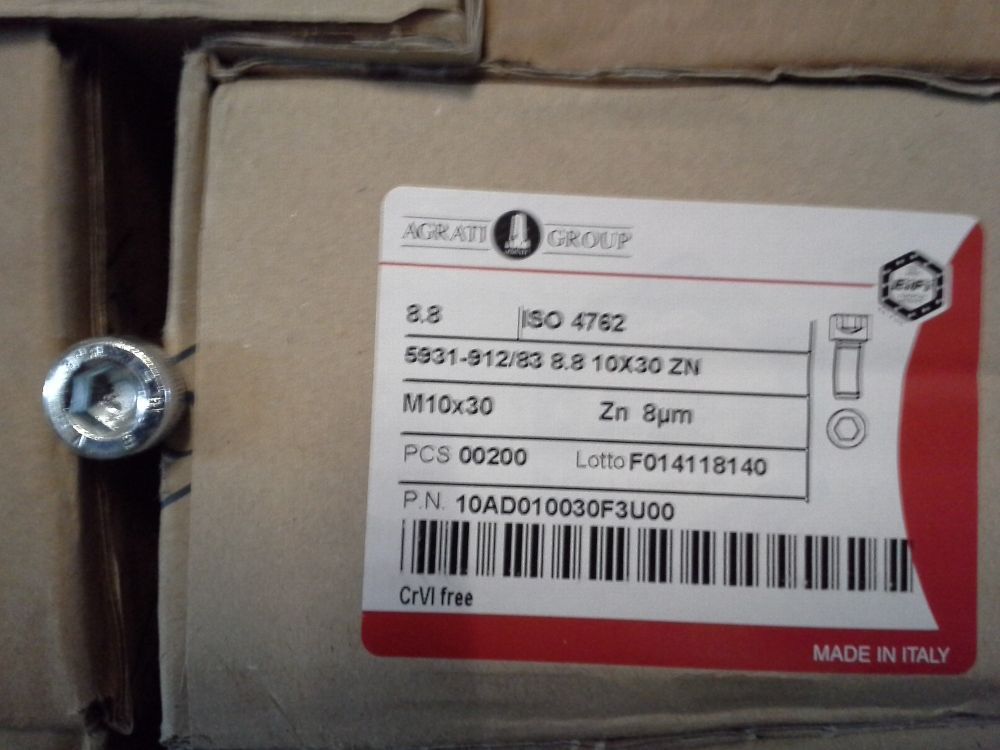 AGRATI GROUP
8.8 ISO 4762
5931-912/83 8.8 10X30 ZN
M10x30 Zn 8µm
PCS 00200 Lotto F014118140
P.N. 10AD010030F3U00
CrVI free
MADE IN ITALY